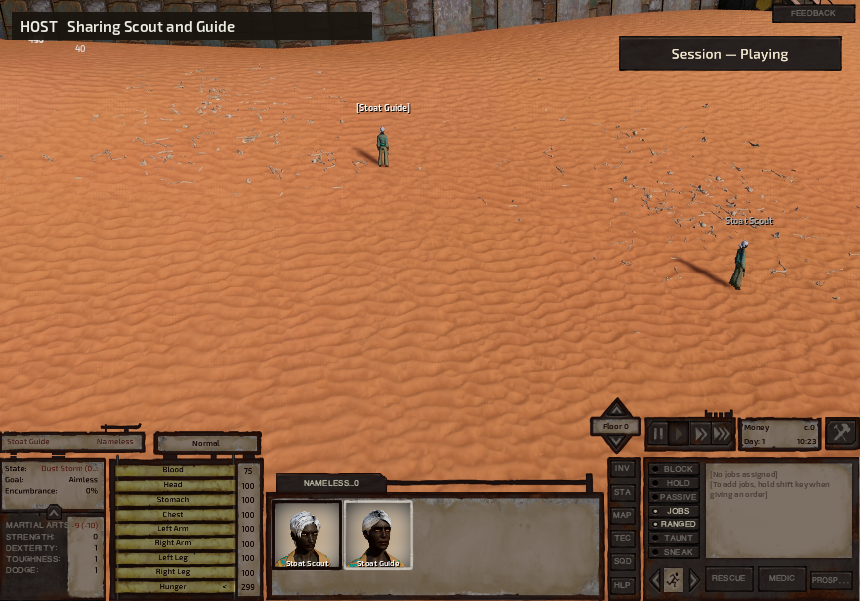 HOST Sharing Scout and Guide
FEEDBACK
40
Session — Playing
[Stoat Guide]
Stoat Scout
Floor 0
Money c.0
Day: 1 10:23
Stoat Guide Nameless
Normal
State: Dust Storm (D...
Goal: Aimless
Encumbrance: 0%
MARTIAL ARTS -9 (-10)
STRENGTH: 0
DEXTERITY: 1
TOUGHNESS: 1
DODGE: 1
Blood 75
Head 100
Stomach 100
Chest 100
Left Arm 100
Right Arm 100
Left Leg 100
Right Leg 100
Hunger < 299
NAMELESS..0
Stoat Scout
Stoat Guide
INV
STA
MAP
TEC
SQD
HLP
BLOCK
HOLD
PASSIVE
JOBS
RANGED
TAUNT
SNEAK
[No jobs assigned]
[To add jobs, hold shift key when
giving an order]
RESCUE
MEDIC
PROSP...